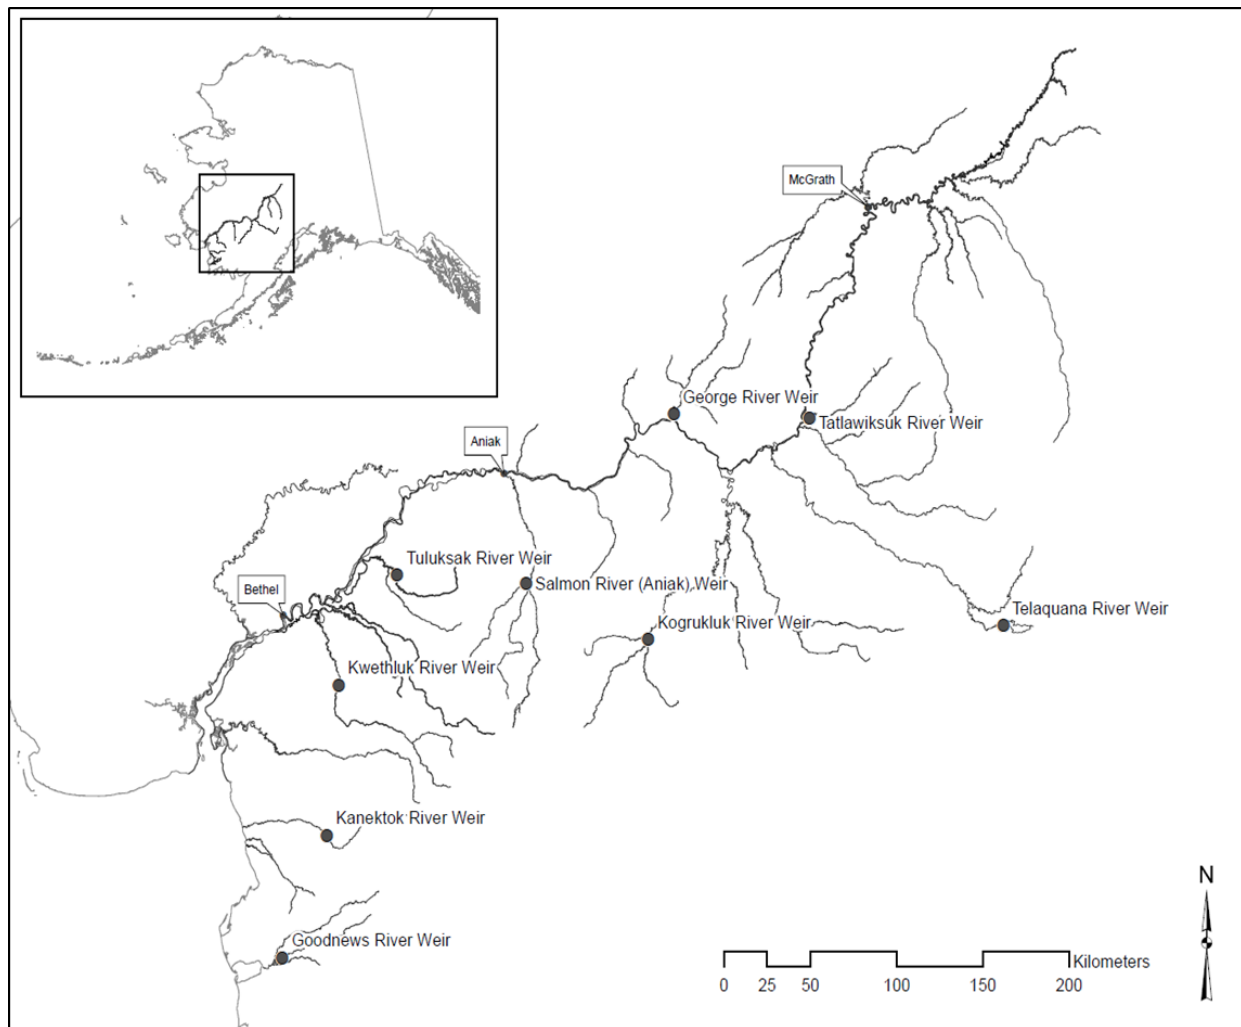 McGrath
George River Weir
Tatlawiksuk River Weir
Aniak
Tuluksak River Weir
Salmon River (Aniak) Weir
Bethel
Kogrukluk River Weir
Telaquana River Weir
Kwethluk River Weir
Kanektok River Weir
N
Goodnews River Weir
Kilometers
0 25 50 100 150 200